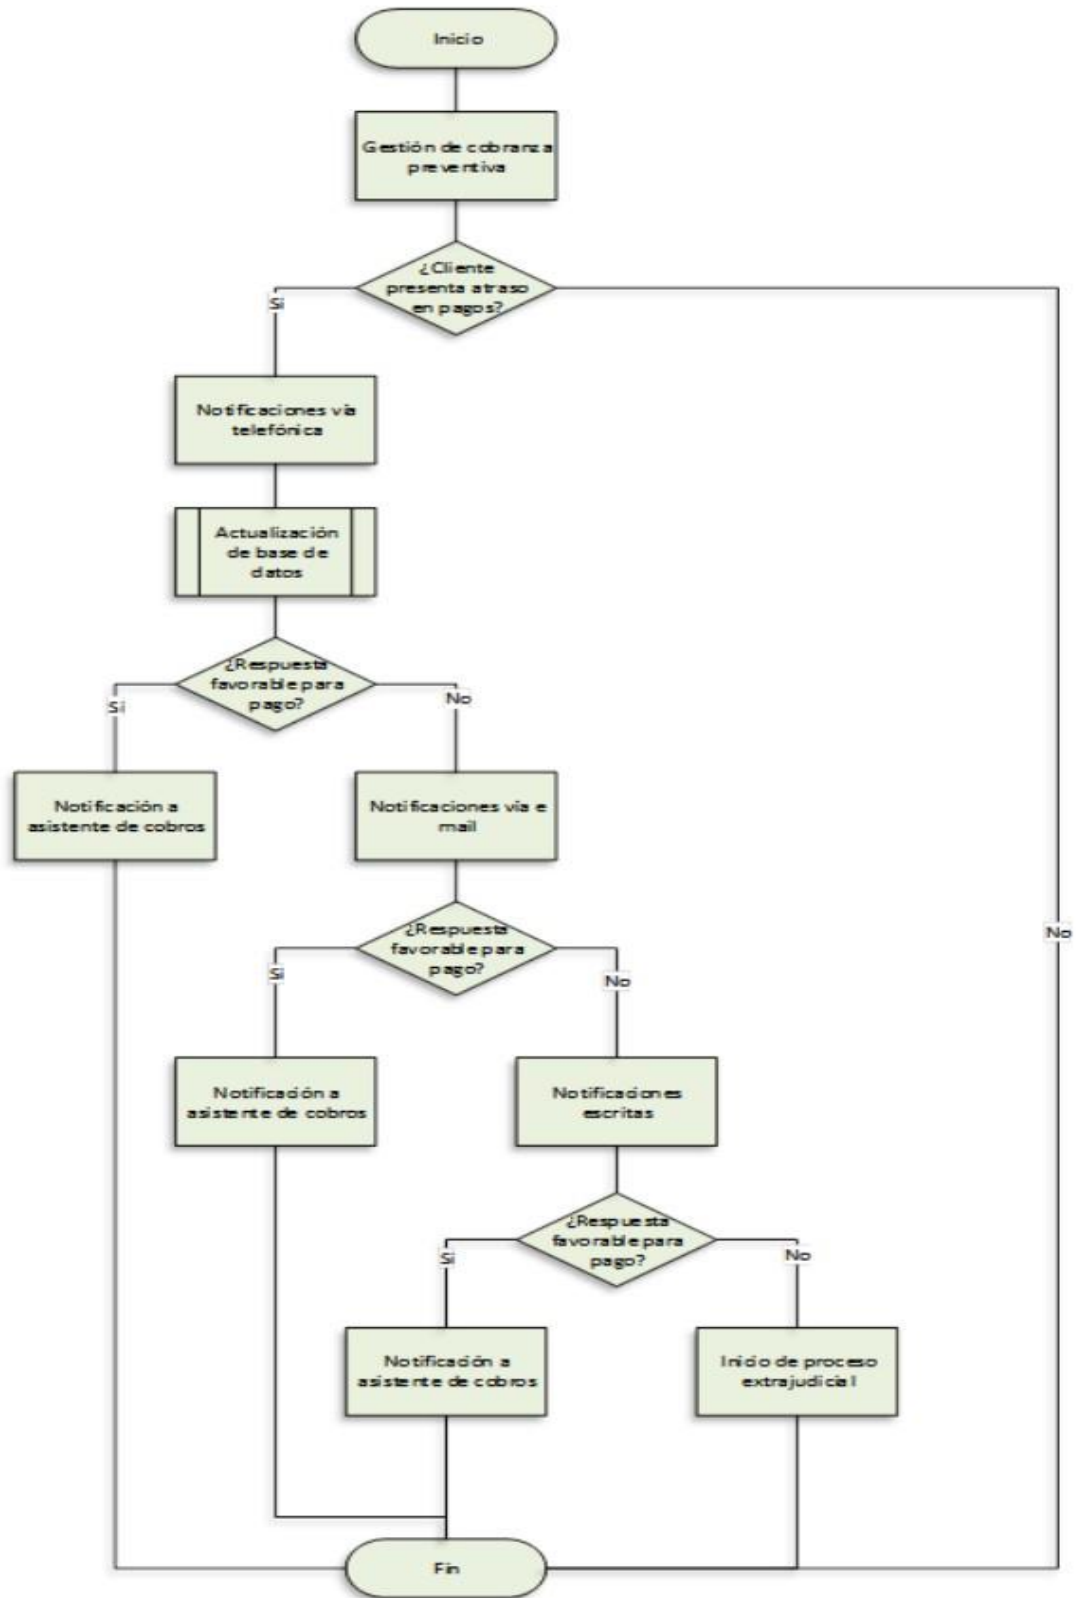 Inicio
Gestión de cobranza
preventiva
¿Cliente
presenta atraso
en pagos?
Si
Notificaciones vía
telefónica
Actualización
de base de
datos
¿Respuesta
favorable para
pago?
Si
No
Notificación a
asistente de cobros
Notificaciones vía e
mail
¿Respuesta
favorable para
pago?
No
Si
No
Notificación a
asistente de cobros
Notificaciones
escritas
¿Respuesta
favorable para
pago?
Si
No
Notificación a
asistente de cobros
Inicio de proceso
extrajudicial
Fin